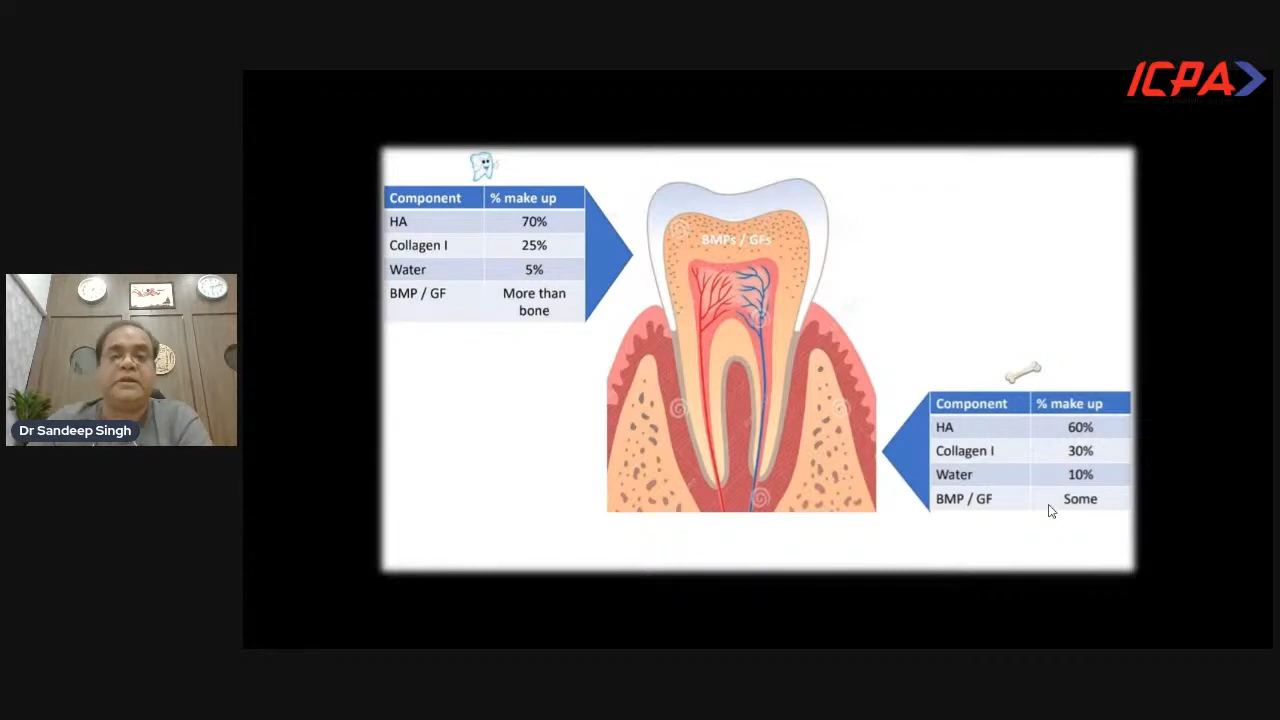 ICPA
Component % make up
HA 70%
Collagen I 25%
Water 5%
BMP / GF More than
bone
BMPs / GFs
Component % make up
HA 60%
Collagen I 30%
Water 10%
BMP / GF Some
Dr Sandeep Singh